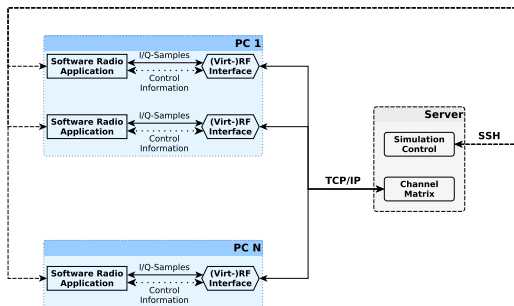 PC 1
I/Q-Samples
Software Radio
Application
(Virt-)RF
Interface
Control
Information
I/Q-Samples
Software Radio
Application
(Virt-)RF
Interface
Control
Information
Server
Simulation
Control
SSH
TCP/IP
Channel
Matrix
PC N
I/Q-Samples
Software Radio
Application
(Virt-)RF
Interface
Control
Information